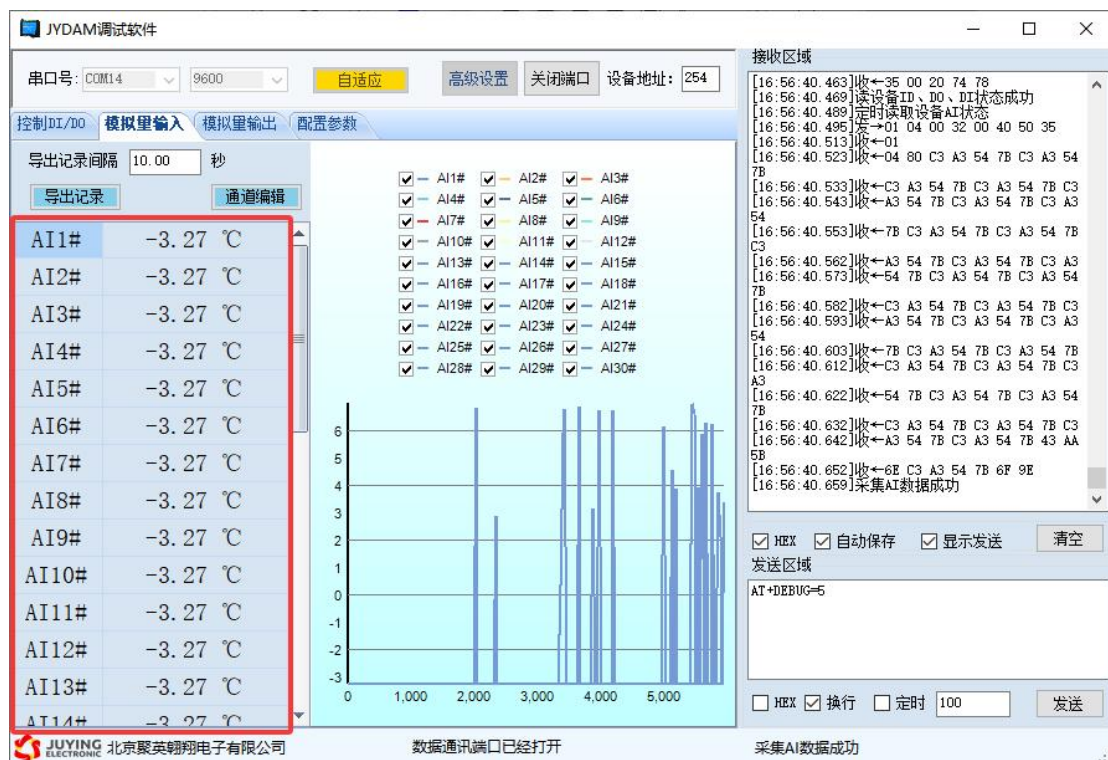 JYDAM调试软件
串口号: COM14 9600 自适应 高级设置 关闭端口 设备地址: 254
控制DI/DO 模拟量输入 模拟量输出 配置参数
导出记录间隔 10.00 秒
导出记录 通道编辑
AI1# -3.27 ℃
AI2# -3.27 ℃
AI3# -3.27 ℃
AI4# -3.27 ℃
AI5# -3.27 ℃
AI6# -3.27 ℃
AI7# -3.27 ℃
AI8# -3.27 ℃
AI9# -3.27 ℃
AI10# -3.27 ℃
AI11# -3.27 ℃
AI12# -3.27 ℃
AI13# -3.27 ℃
AI14# -3.27 ℃
AI1# AI2# AI3#
AI4# AI5# AI6#
AI7# AI8# AI9#
AI10# AI11# AI12#
AI13# AI14# AI15#
AI16# AI17# AI18#
AI19# AI20# AI21#
AI22# AI23# AI24#
AI25# AI26# AI27#
AI28# AI29# AI30#
6
5
4
3
2
1
0
-1
-2
-3
0 1,000 2,000 3,000 4,000 5,000
接收区域
[16:56:40.463]收←35 00 20 74 78
[16:56:40.469]读设备ID、DO、DI状态成功
[16:56:40.489]定时读取设备AI状态
[16:56:40.495]发→01 04 00 32 00 40 50 35
[16:56:40.513]收←01
[16:56:40.523]收←04 80 C3 A3 54 7B C3 A3 54
7B
[16:56:40.533]收←C3 A3 54 7B C3 A3 54 7B C3
[16:56:40.543]收←A3 54 7B C3 A3 54 7B C3 A3
54
[16:56:40.553]收←7B C3 A3 54 7B C3 A3 54 7B
C3
[16:56:40.562]收←A3 54 7B C3 A3 54 7B C3 A3
[16:56:40.573]收←54 7B C3 A3 54 7B C3 A3 54
7B
[16:56:40.582]收←C3 A3 54 7B C3 A3 54 7B C3
[16:56:40.593]收←A3 54 7B C3 A3 54 7B C3 A3
54
[16:56:40.603]收←7B C3 A3 54 7B C3 A3 54 7B
[16:56:40.612]收←C3 A3 54 7B C3 A3 54 7B C3
A3
[16:56:40.622]收←54 7B C3 A3 54 7B C3 A3 54
7B
[16:56:40.632]收←C3 A3 54 7B C3 A3 54 7B C3
[16:56:40.642]收←A3 54 7B C3 A3 54 7B 43 AA
5B
[16:56:40.652]收←6E C3 A3 54 7B 6F 9E
[16:56:40.659]采集AI数据成功
HEX 自动保存 显示发送 清空
发送区域
AT+DEBUG=5
HEX 换行 定时 100 发送
JUYING ELECTRONIC 北京聚英翱翔电子有限公司 数据通讯端口已经打开 采集AI数据成功